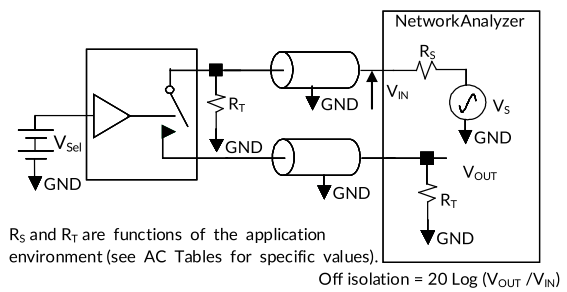 NetworkAnalyzer
RS
VIN
GND
RT
VS
GND
VSel
GND
GND
VOUT
GND
RT
GND
GND
RS and RT are functions of the application
environment (see AC Tables for specific values).
Off isolation = 20 Log (VOUT /VIN)